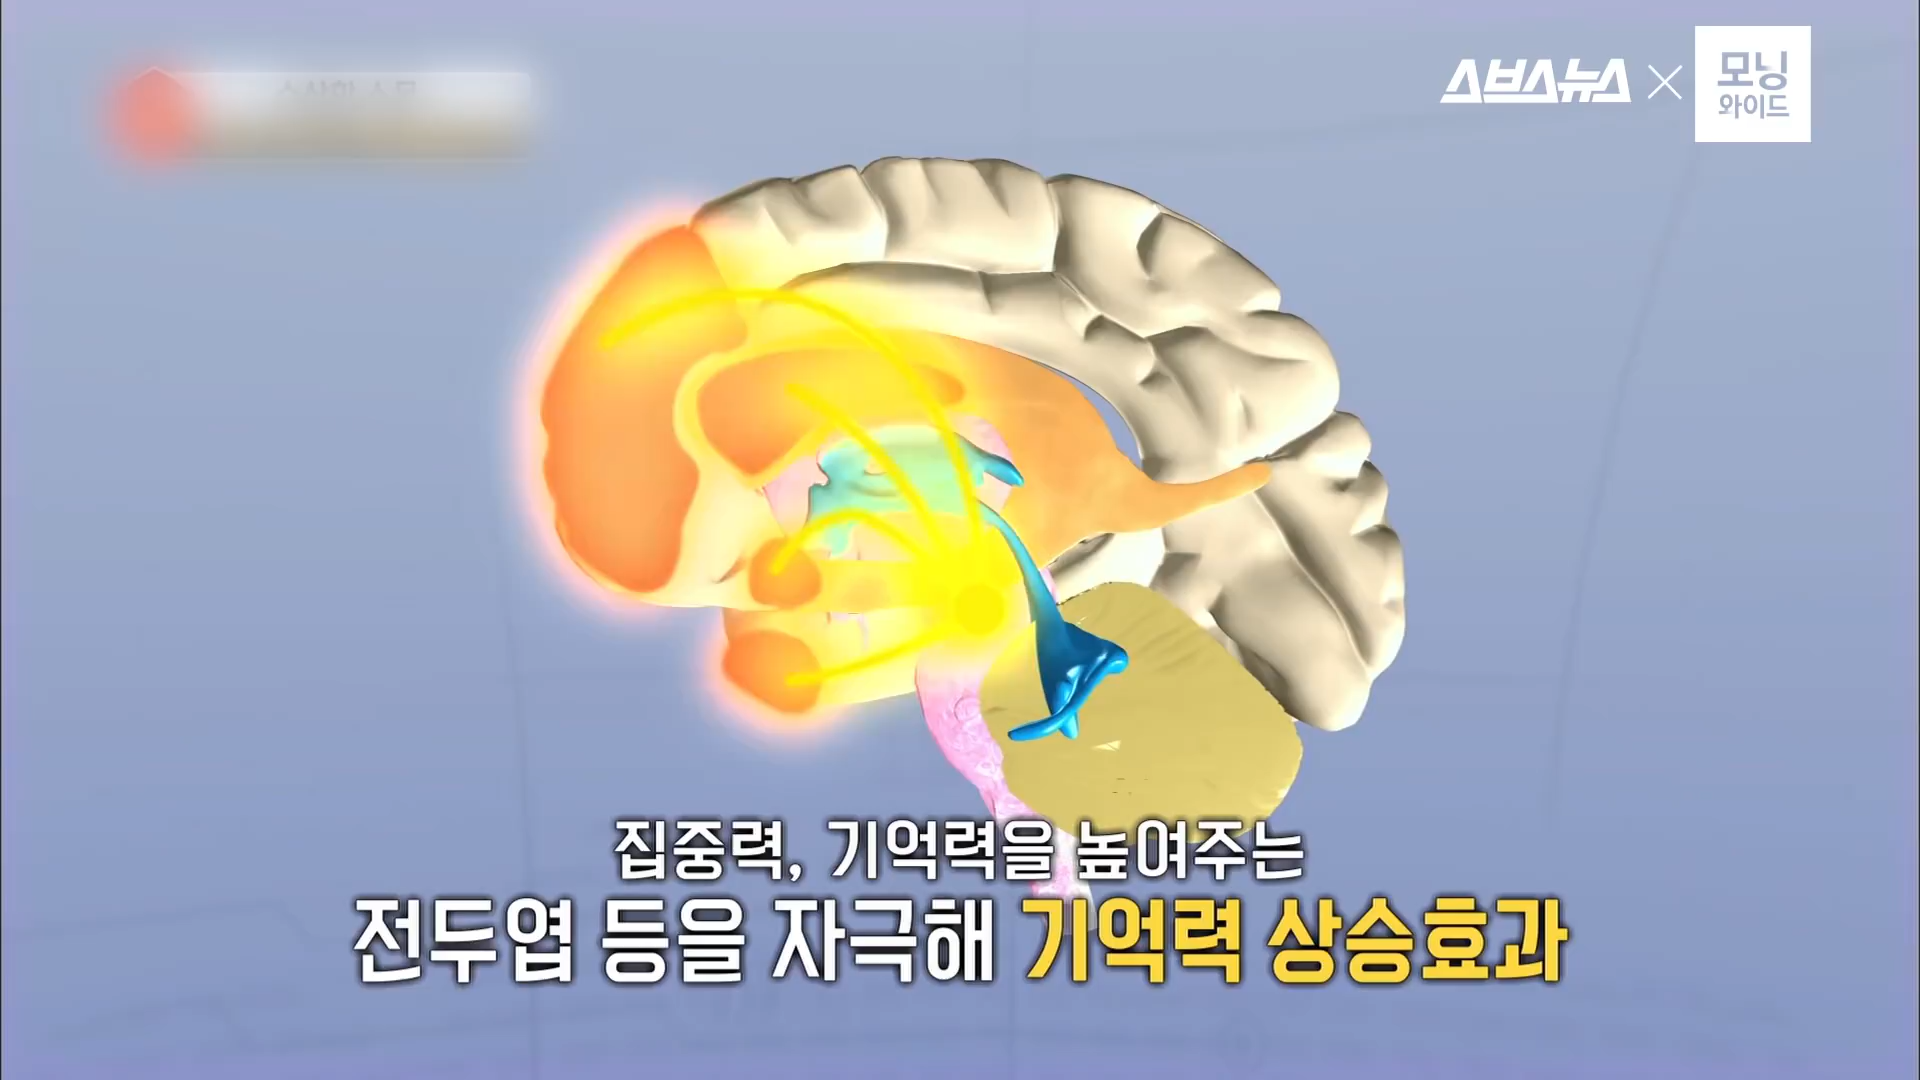 스브스뉴스 × 모닝
와이드
집중력, 기억력을 높여주는
전두엽 등을 자극해 기억력 상승효과